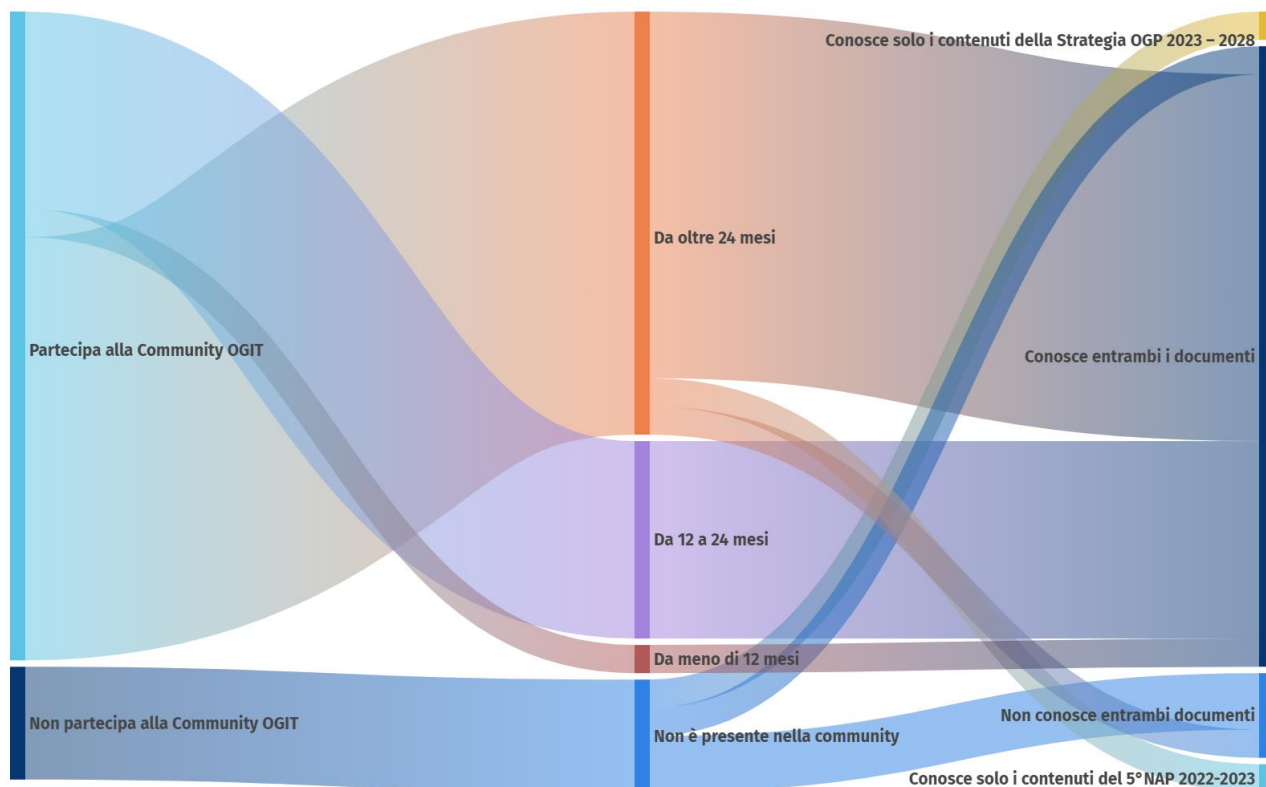 Conosce solo i contenuti della Strategia OGP 2023 – 2028
Da oltre 24 mesi
Partecipa alla Community OGIT
Conosce entrambi i documenti
Da 12 a 24 mesi
Da meno di 12 mesi
Non partecipa alla Community OGIT
Non conosce entrambi documenti
Non è presente nella community
Conosce solo i contenuti del 5° NAP 2022-2023